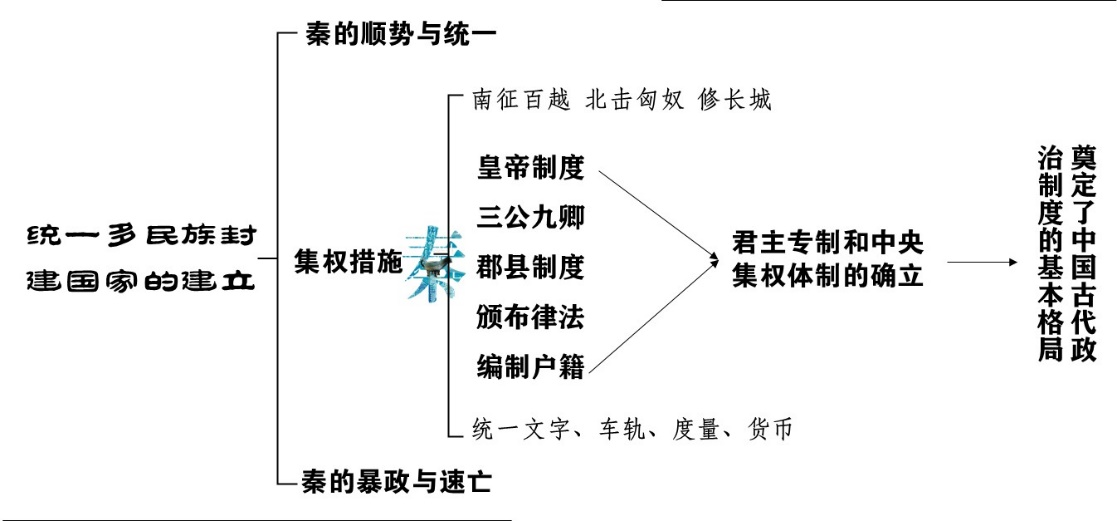 秦的顺势与统一
南征百越 北击匈奴 修长城
皇帝制度
三公九卿
郡县制度
颁布律法
编制户籍
统一多民族封
建国家的建立
集权措施
秦
君主专制和中央
集权体制的确立
奠定了中国古代政
治制度的基本格局
统一文字、车轨、度量、货币
秦的暴政与速亡